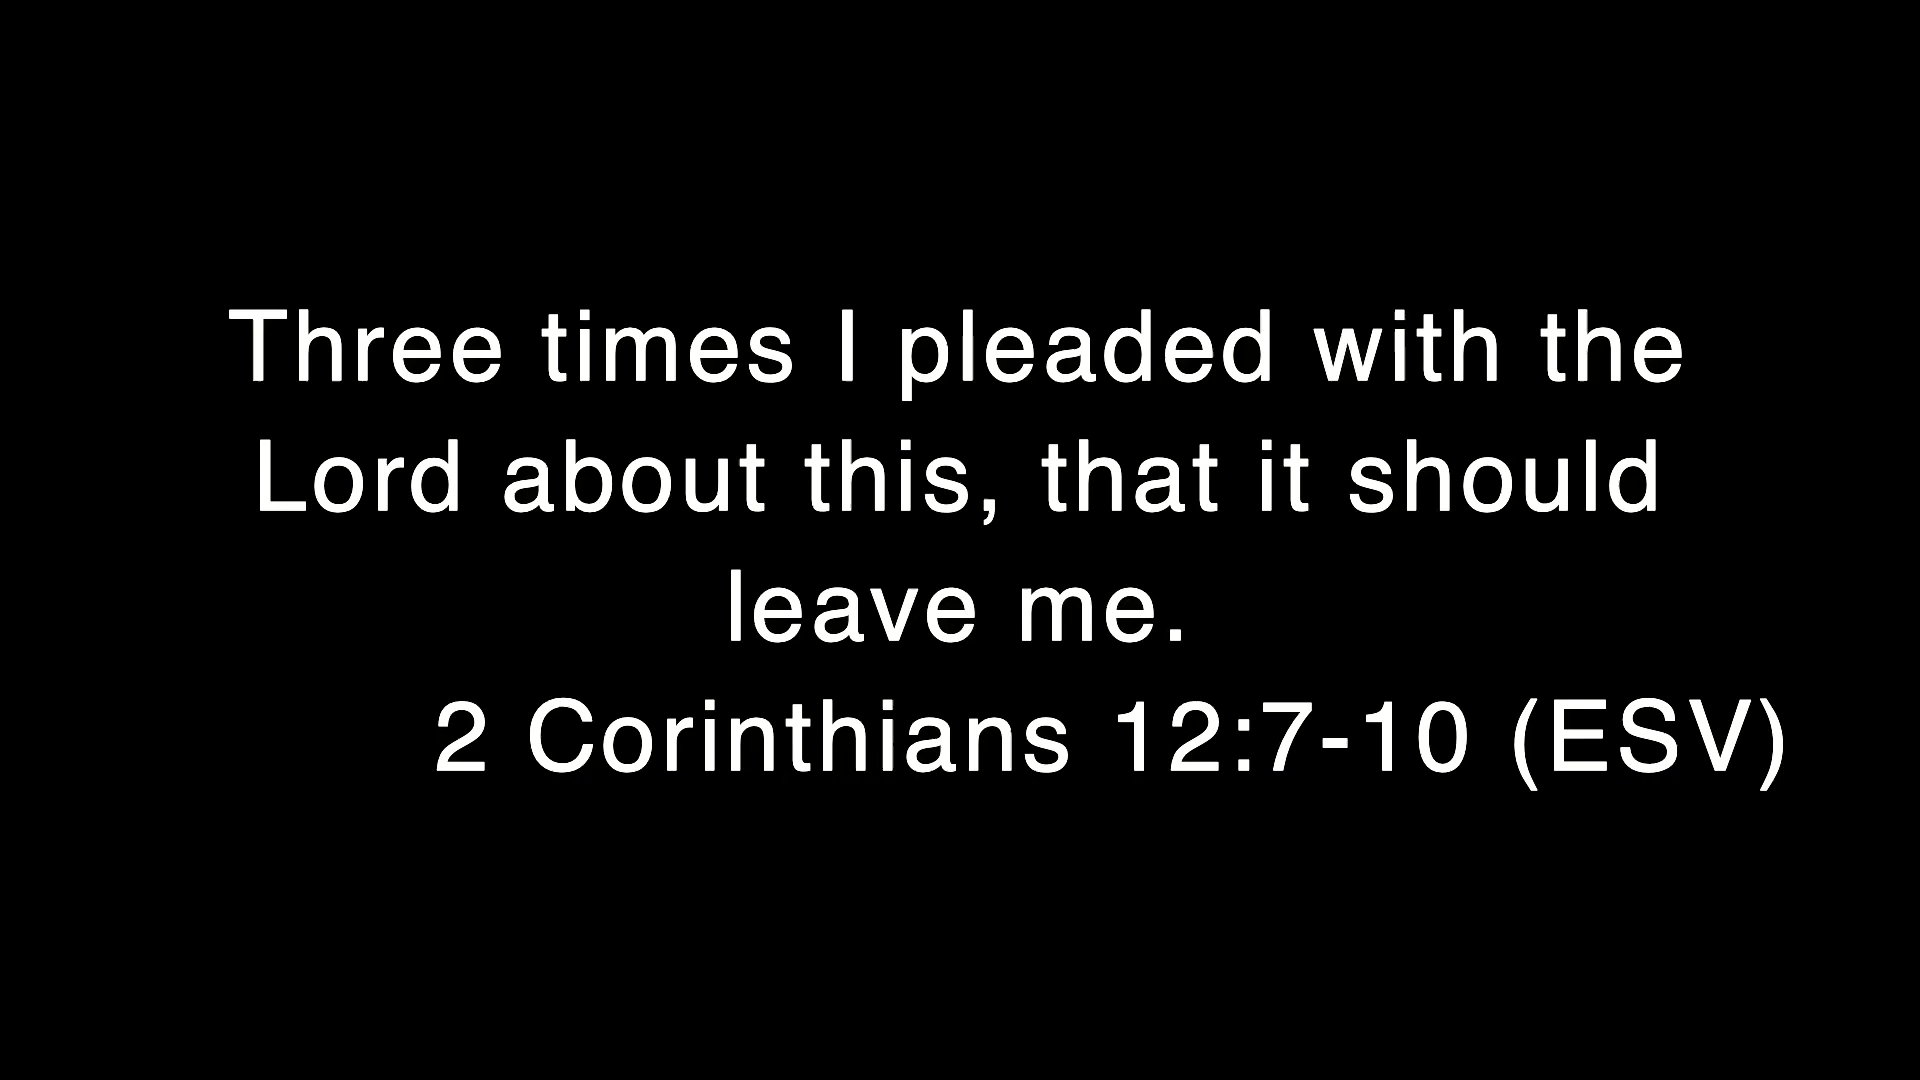 Three times I pleaded with the
Lord about this, that it should
leave me.
2 Corinthians 12:7-10 (ESV)